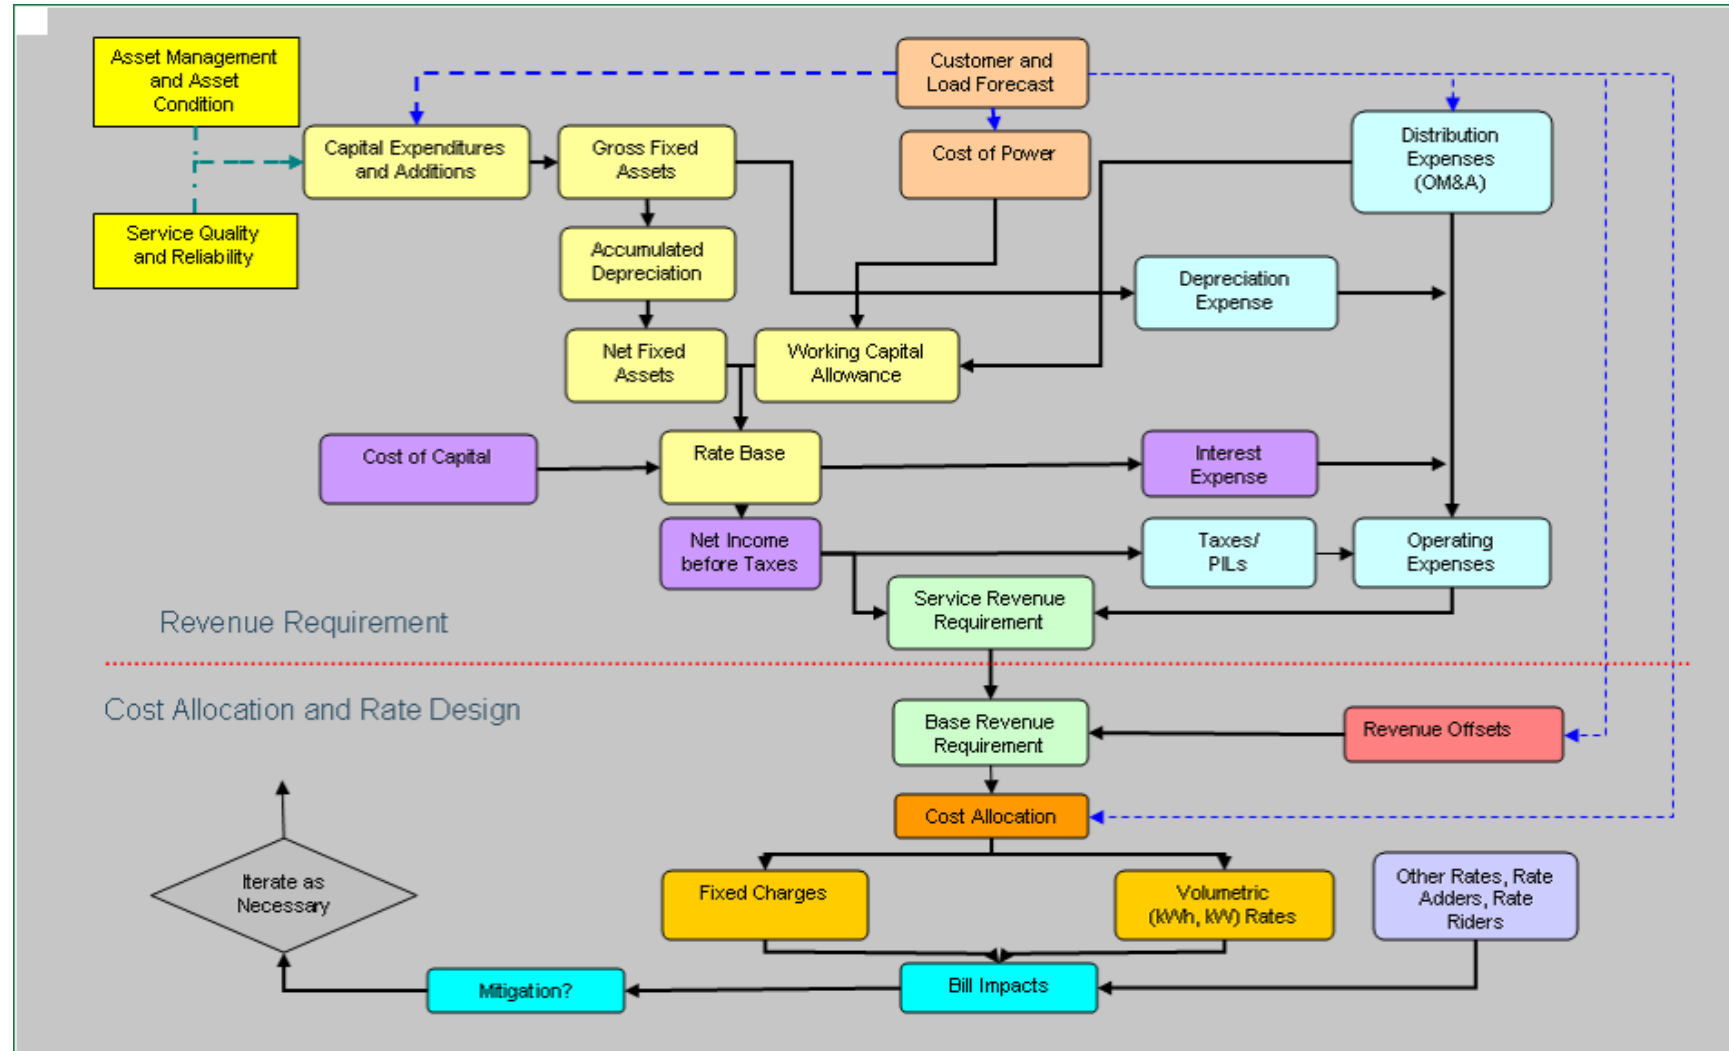 Asset Management
and Asset
Condition
Customer and
Load Forecast
Capital Expenditures
and Additions
Gross Fixed
Assets
Cost of Power
Distribution
Expenses
(OM&A)
Service Quality
and Reliability
Accumulated
Depreciation
Depreciation
Expense
Net Fixed
Assets
Working Capital
Allowance
Cost of Capital
Rate Base
Interest
Expense
Net Income
before Taxes
Taxes/
PILs
Operating
Expenses
Service Revenue
Requirement
Revenue Requirement
Cost Allocation and Rate Design
Base Revenue
Requirement
Revenue Offsets
Cost Allocation
Iterate as
Necessary
Fixed Charges
Volumetric
(kWh, kW) Rates
Other Rates, Rate
Adders, Rate
Riders
Mitigation?
Bill Impacts